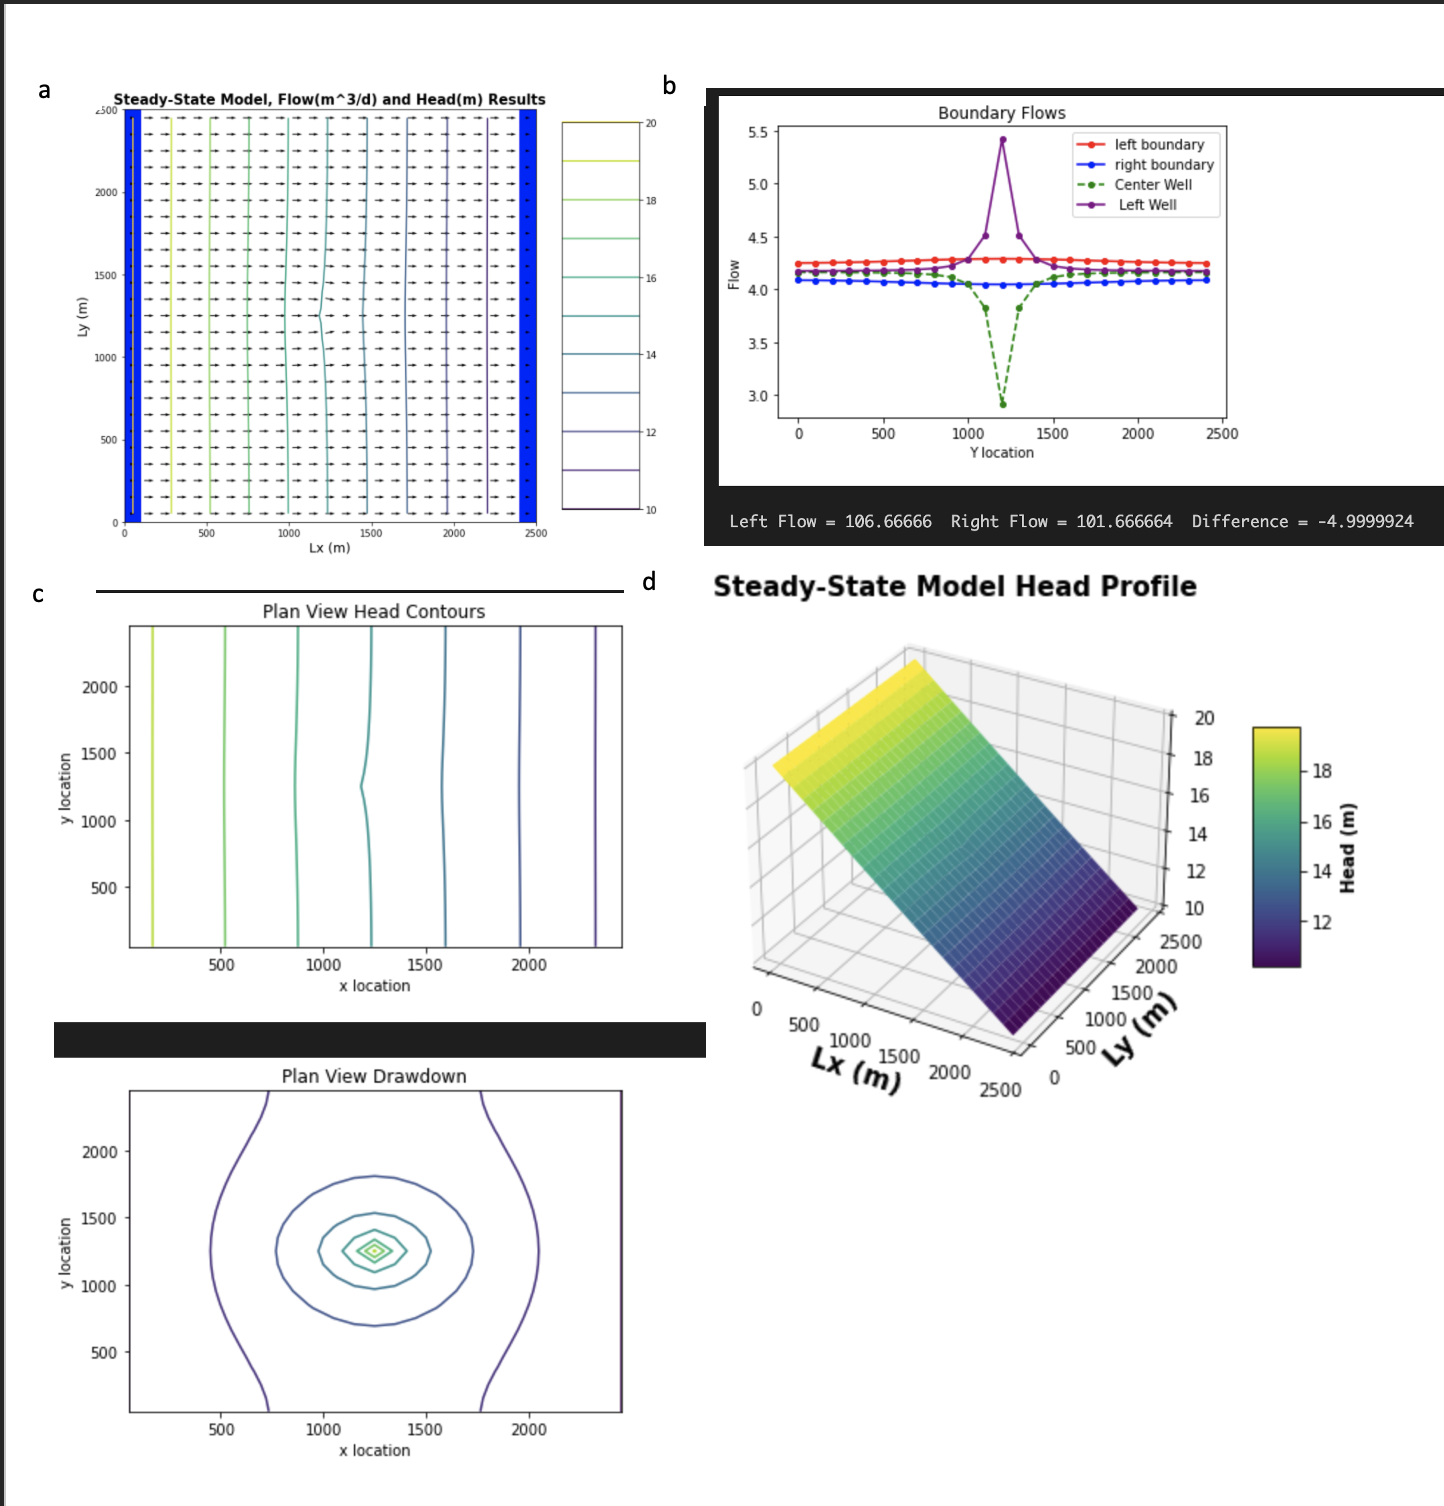 a
Steady-State Model, Flow(m^3/d) and Head(m) Results
2500
2000
1500
1000
500
0
Ly (m)
0 500 1000 1500 2000 2500
Lx (m)
20
18
16
14
12
10
b
Boundary Flows
5.5
5.0
4.5
4.0
3.5
3.0
Flow
left boundary
right boundary
Center Well
Left Well
0 500 1000 1500 2000 2500
Y location
Left Flow = 106.66666 Right Flow = 101.666664 Difference = -4.9999924
c
Plan View Head Contours
2000
1500
1000
500
y location
500 1000 1500 2000
x location
Plan View Drawdown
2000
1500
1000
500
y location
500 1000 1500 2000
x location
d
Steady-State Model Head Profile
20
18
16
14
12
10
0 500 1000 1500 2000 2500
Lx (m)
0 500 1000 1500 2000 2500
Ly (m)
18
16
14
12
Head (m)